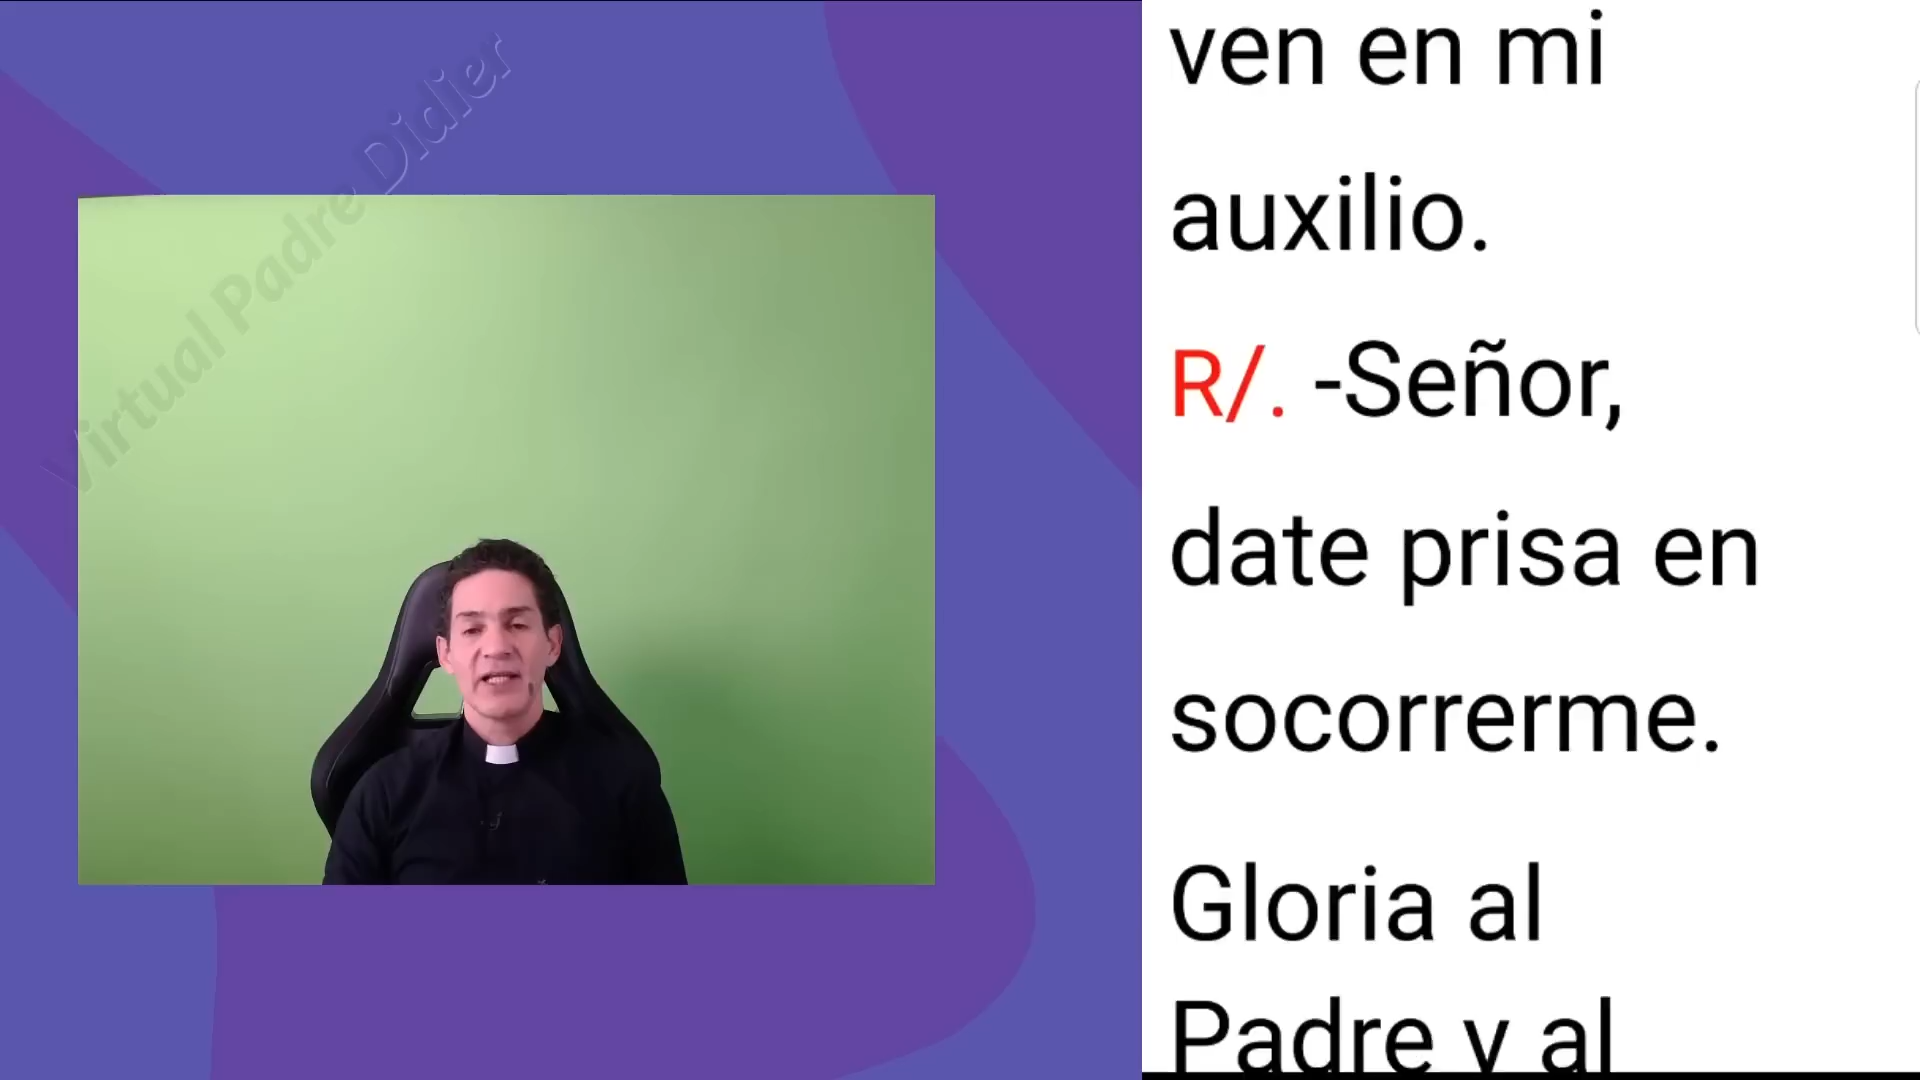 Virtual Padre Didier
ven en mi
auxilio.
R/. -Señor,
date prisa en
socorrerme.
Gloria al
Padre y al